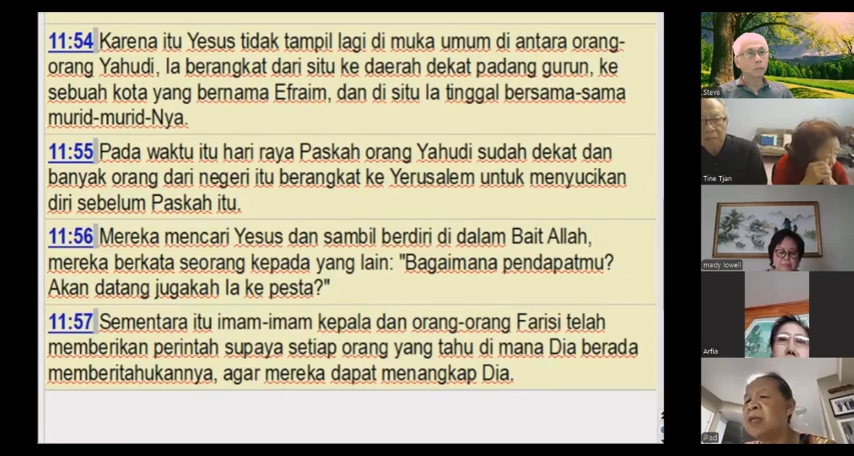 11:54 Karena itu Yesus tidak tampil lagi di muka umum di antara orang-
orang Yahudi, Ia berangkat dari situ ke daerah dekat padang gurun, ke
sebuah kota yang bernama Efraim, dan di situ Ia tinggal bersama-sama
murid-murid-Nya.
11:55 Pada waktu itu hari raya Paskah orang Yahudi sudah dekat dan
banyak orang dari negeri itu berangkat ke Yerusalem untuk menyucikan
diri sebelum Paskah itu.
11:56 Mereka mencari Yesus dan sambil berdiri di dalam Bait Allah,
mereka berkata seorang kepada yang lain: "Bagaimana pendapatmu?
Akan datang jugakah Ia ke pesta?"
11:57 Sementara itu imam-imam kepala dan orang-orang Farisi telah
memberikan perintah supaya setiap orang yang tahu di mana Dia berada
memberitahukannya, agar mereka dapat menangkap Dia.
Steve
Tine Tjan
mady lowell
Arfia
iPad